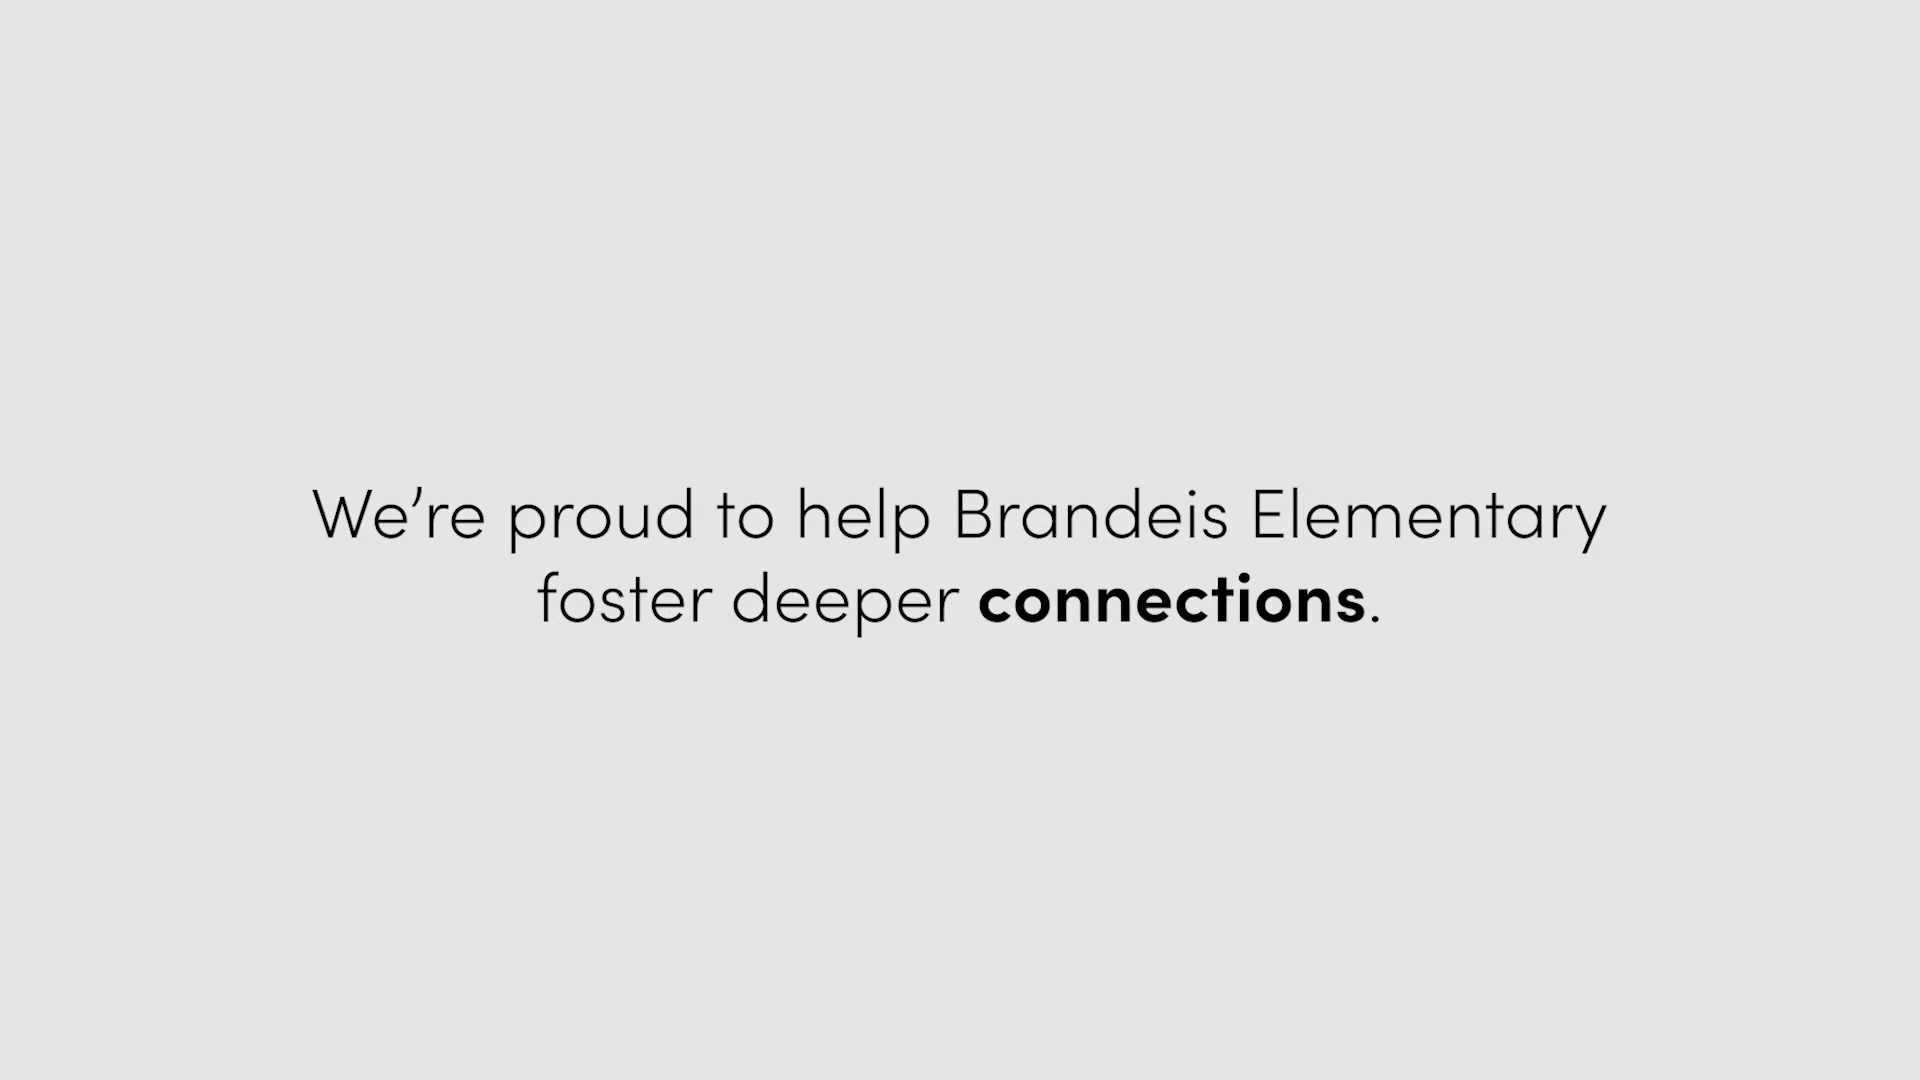 We’re proud to help Brandeis Elementary
foster deeper connections.